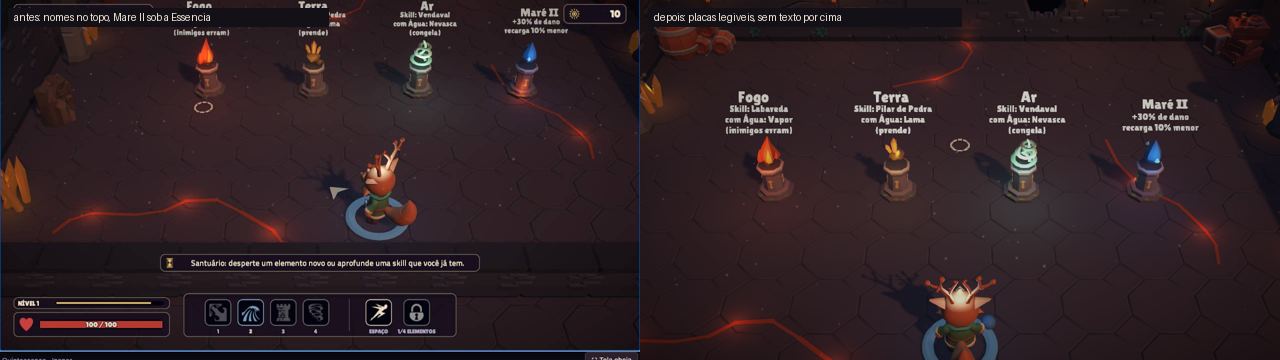 antes: nomes no topo, Mare II sob a Essencia
Fogo
(inimigos erram)
Terra
(prende)
Ar
Skill: Vendaval
com Água: Nevasca
(congela)
Maré II
+30% de dano
recarga 10% menor
10
Santuário: desperte um elemento novo ou aprofunde uma skill que você já tem.
NÍVEL 1
100 / 100
1
2
3
4
ESPAÇO
1/4 ELEMENTOS
depois: placas legiveis, sem texto por cima
Fogo
Skill: Labareda
com Água: Vapor
(inimigos erram)
Terra
Skill: Pilar de Pedra
com Água: Lama
(prende)
Ar
Skill: Vendaval
com Água: Nevasca
(congela)
Maré II
+30% de dano
recarga 10% menor